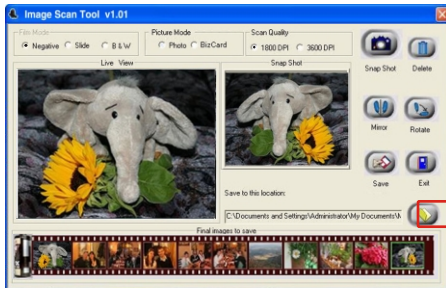 Image Scan Tool v1.01
Film Mode
Negative Slide B & W
Picture Mode
Photo BizCard
Scan Quality
1800 DPI 3600 DPI
Live View
Snap Shot
Snap Shot Delete
Mirror Rotate
Save Exit
Save to this location:
C:\Documents and Settings\Administrator\My Documents\
Final images to save